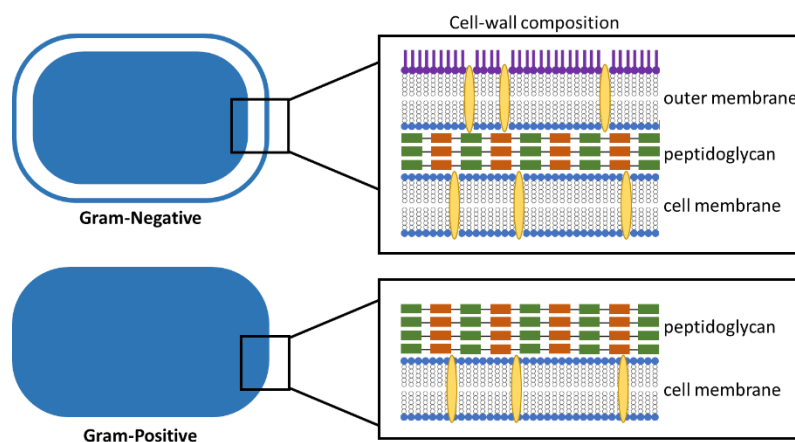 Cell-wall composition
outer membrane
peptidoglycan
cell membrane
Gram-Negative
peptidoglycan
cell membrane
Gram-Positive